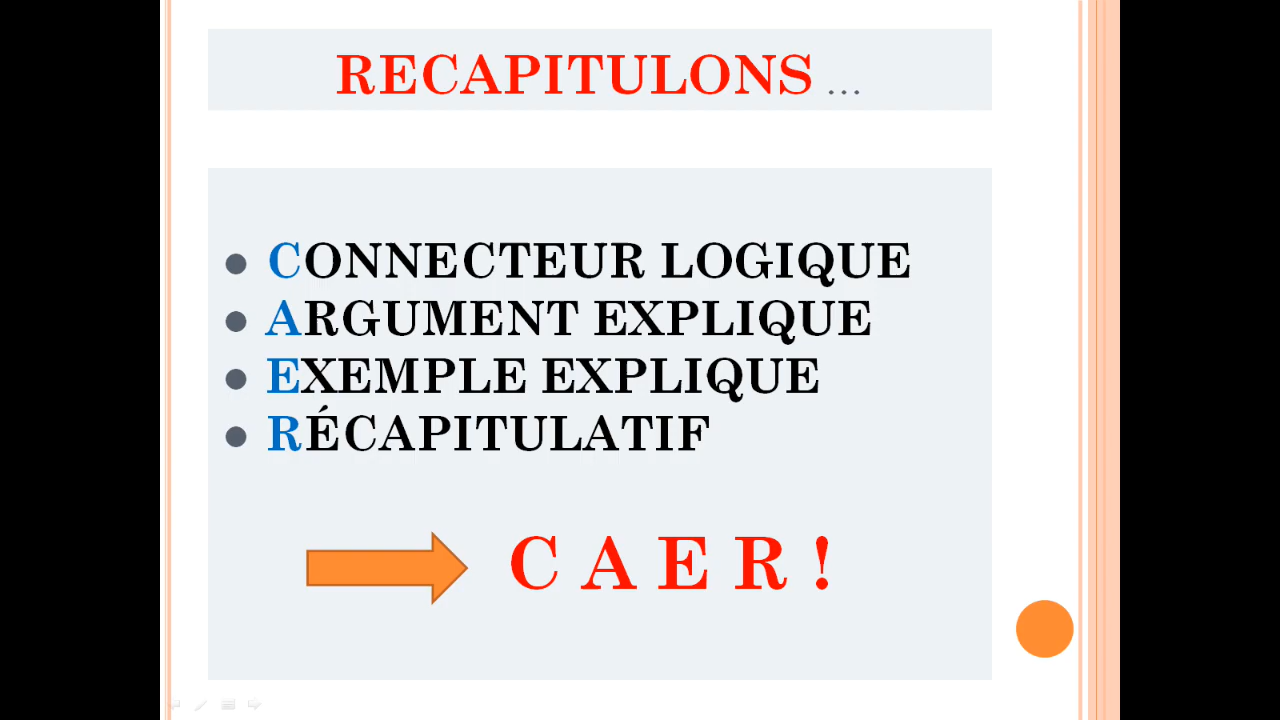 RECAPITULONS ...
CONNECTEUR LOGIQUE
ARGUMENT EXPLIQUE
EXEMPLE EXPLIQUE
RÉCAPITULATIF
C A E R !